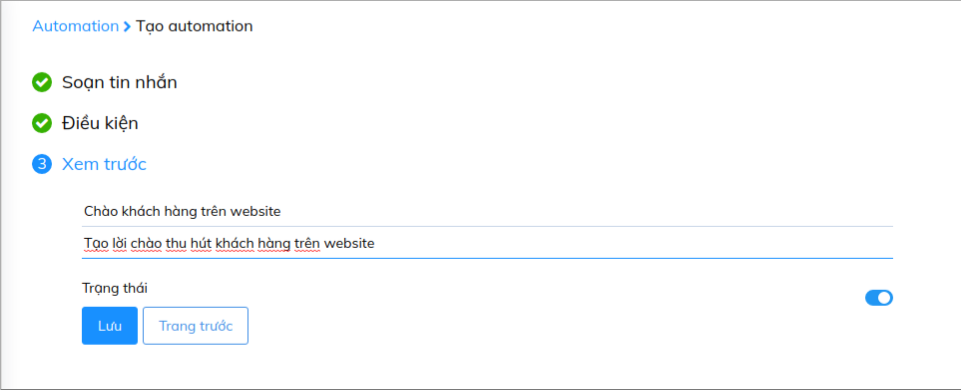 Automation > Tạo automation
Soạn tin nhắn
Điều kiện
3 Xem trước
Chào khách hàng trên website
Tạo lời chào thu hút khách hàng trên website
Trạng thái
Lưu Trang trước